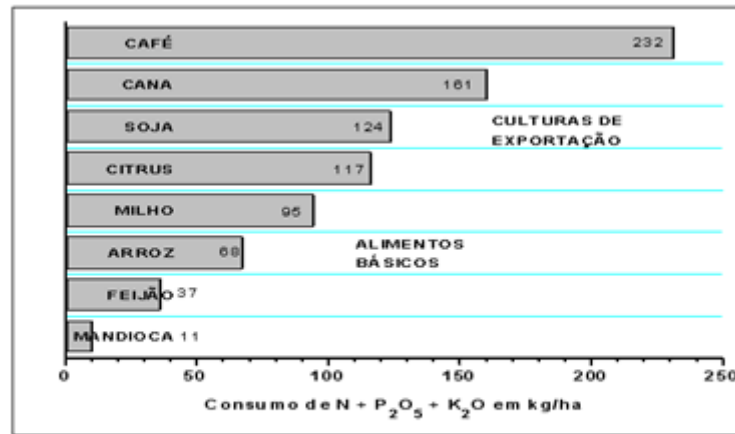 CAFÉ 232
CANA 161
SOJA 124
CULTURAS DE
EXPORTAÇÃO
CITRUS 117
MILHO 95
ARROZ 68
ALIMENTOS
BÁSICOS
FEIJÃO 37
MANDIOCA 11
0 50 100 150 200 250
Consumo de N + P₂O₅ + K₂O em kg/ha